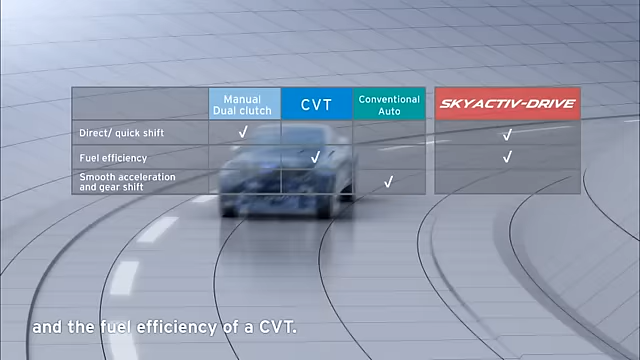 Manual
Dual clutch
CVT
Conventional
Auto
SKYACTIV-DRIVE
Direct/ quick shift ✓ ✓
Fuel efficiency ✓ ✓
Smooth acceleration
and gear shift ✓
and the fuel efficiency of a CVT.